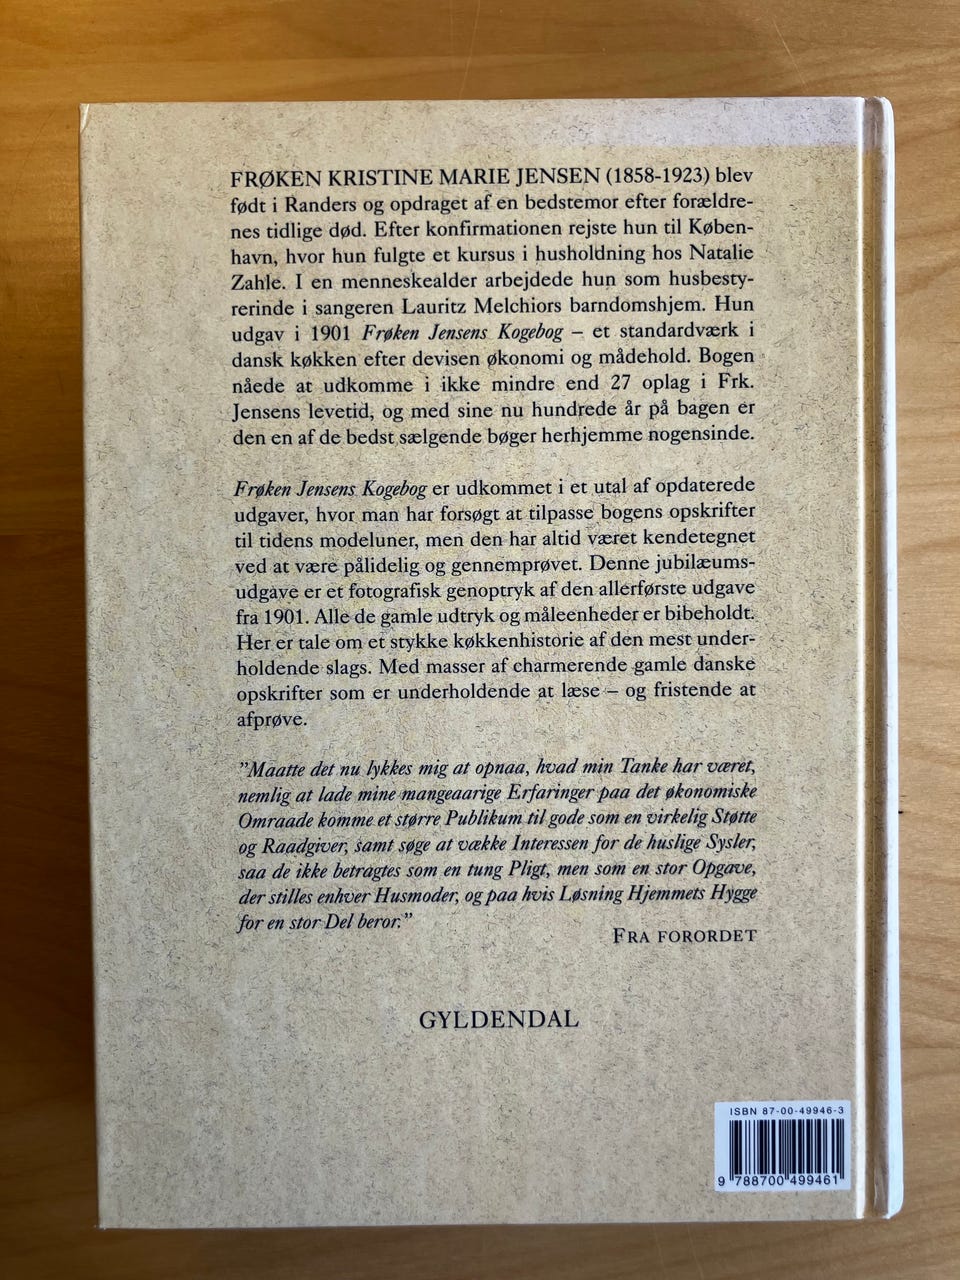 FRØKEN KRISTINE MARIE JENSEN (1858-1923) blev
født i Randers og opdraget af en bedstemor efter forældre-
nes tidlige død. Efter konfirmationen rejste hun til Køben-
havn, hvor hun fulgte et kursus i husholdning hos Natalie
Zahle. I en menneskealder arbejdede hun som husbesty-
rerinde i sangeren Lauritz Melchiors barndomshjem. Hun
udgav i 1901 Frøken Jensens Kogebog – et standardværk i
dansk køkken efter devisen økonomi og mådehold. Bogen
nåede at udkomme i ikke mindre end 27 oplag i Frk.
Jensens levetid, og med sine nu hundrede år på bagen er
den en af de bedst sælgende bøger herhjemme nogensinde.
Frøken Jensens Kogebog er udkommet i et utal af opdaterede
udgaver, hvor man har forsøgt at tilpasse bogens opskrifter
til tidens modeluner, men den har altid været kendetegnet
ved at være pålidelig og gennemprøvet. Denne jubilæums-
udgave er et fotografisk genoptryk af den allerførste udgave
fra 1901. Alle de gamle udtryk og måleenheder er bibeholdt.
Her er tale om et stykke køkkenhistorie af den mest under-
holdende slags. Med masser af charmerende gamle danske
opskrifter som er underholdende at læse – og fristende at
afprøve.
”Maatte det nu lykkes mig at opnaa, hvad min Tanke har været,
nemlig at lade mine mangeaarige Erfaringer paa det økonomiske
Omraade komme et større Publikum til gode som en virkelig Støtte
og Raadgiver, samt søge at vække Interessen for de huslige Sysler,
saa de ikke betragtes som en tung Pligt, men som en stor Opgave,
der stilles enhver Husmoder, og paa hvis Løsning Hjemmets Hygge
for en stor Del beror.”
FRA FORORDET
GYLDENDAL
ISBN 87-00-49946-3
9 788700 499461